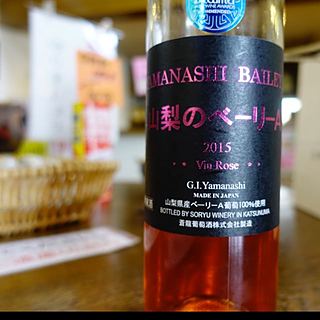 YAMANASHI BAILEY
山梨のベーリーA
2015
Vin Rose
G.I.Yamanashi
MADE IN JAPAN
山梨県産ベーリーA葡萄100%使用
BOTTLED BY SORYU WINERY IN KATSUNUMA
蒼龍葡萄酒株式会社製造